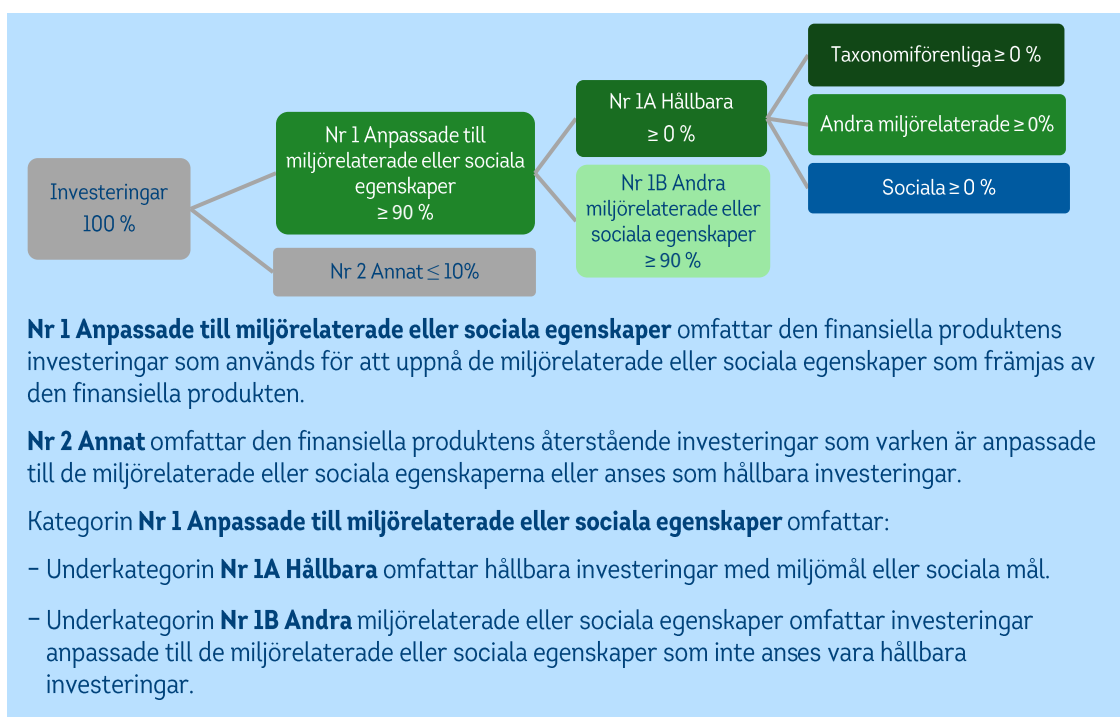 Investeringar
100 %
Nr 1 Anpassade till
miljörelaterade eller sociala
egenskaper
≥ 90 %
Nr 2 Annat ≤ 10%
Nr 1A Hållbara
≥ 0 %
Nr 1B Andra
miljörelaterade eller
sociala egenskaper
≥ 90 %
Taxonomiförenliga ≥ 0 %
Andra miljörelaterade ≥ 0%
Sociala ≥ 0 %
Nr 1 Anpassade till miljörelaterade eller sociala egenskaper omfattar den finansiella produktens
investeringar som används för att uppnå de miljörelaterade eller sociala egenskaper som främjas av
den finansiella produkten.
Nr 2 Annat omfattar den finansiella produktens återstående investeringar som varken är anpassade
till de miljörelaterade eller sociala egenskaperna eller anses som hållbara investeringar.
Kategorin Nr 1 Anpassade till miljörelaterade eller sociala egenskaper omfattar:
– Underkategorin Nr 1A Hållbara omfattar hållbara investeringar med miljömål eller sociala mål.
– Underkategorin Nr 1B Andra miljörelaterade eller sociala egenskaper omfattar investeringar
anpassade till de miljörelaterade eller sociala egenskaper som inte anses vara hållbara
investeringar.